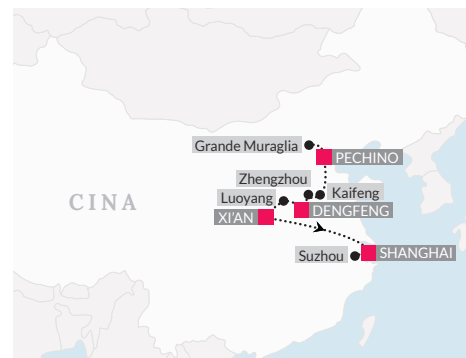 Grande Muraglia
PECHINO
Zhengzhou
Kaifeng
Luoyang
DENGFENG
CINA
XI'AN
Suzhou
SHANGHAI